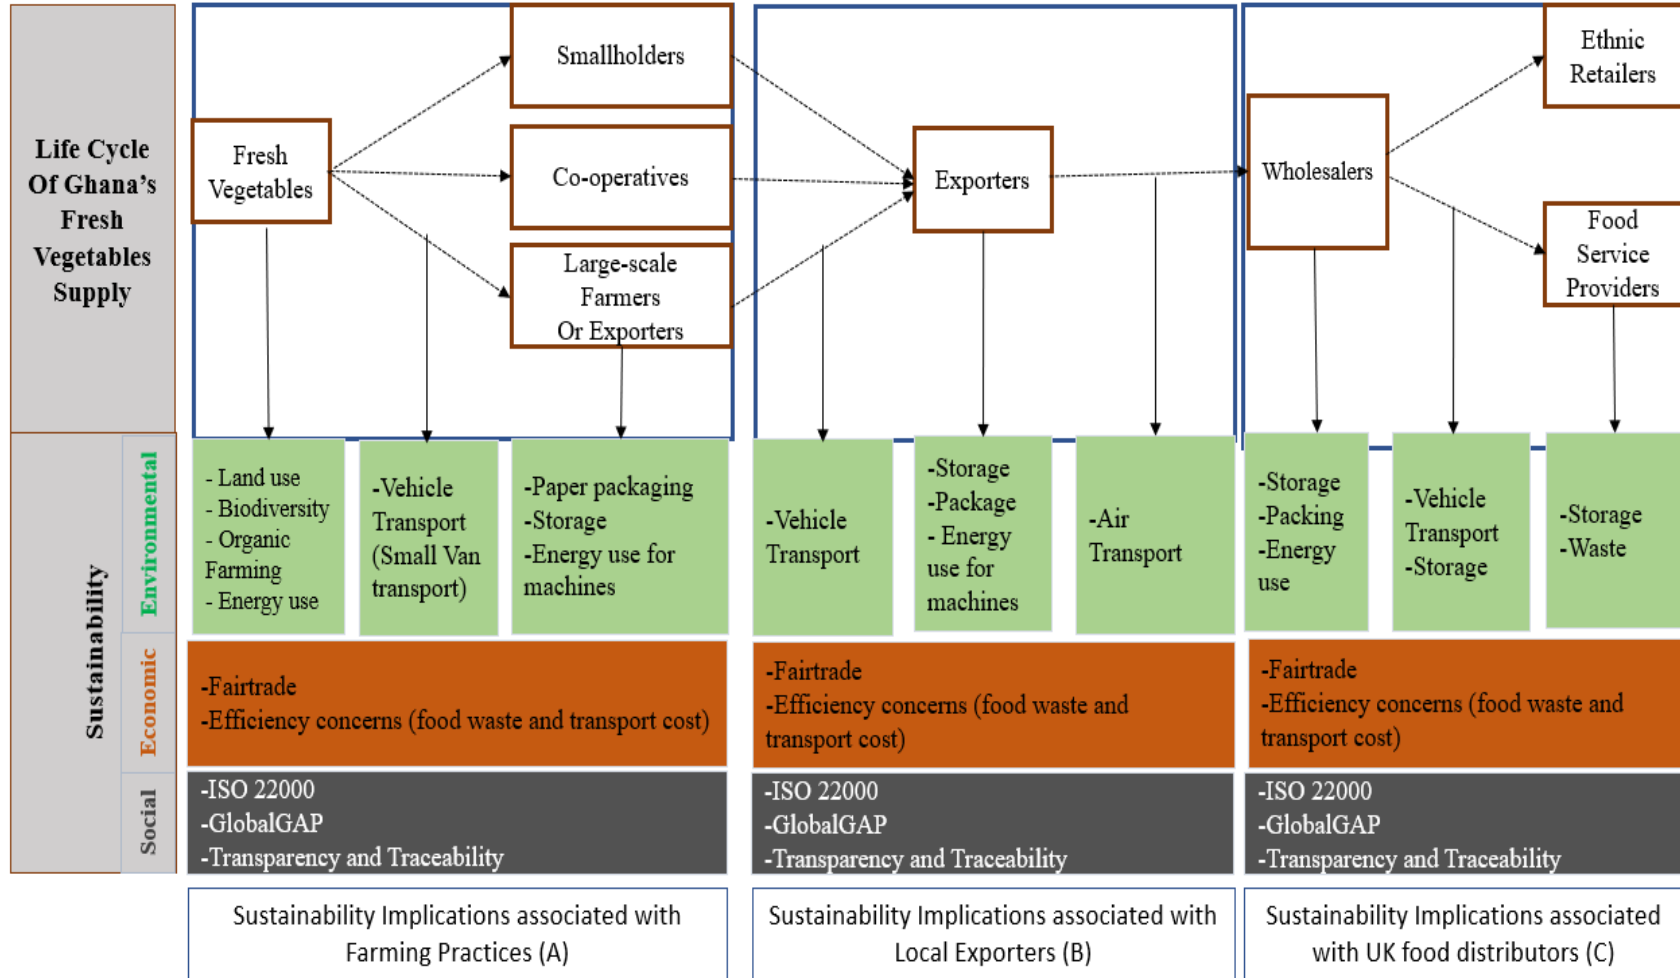 Life Cycle
Of Ghana's
Fresh
Vegetables
Supply
Fresh
Vegetables
Smallholders
Co-operatives
Large-scale
Farmers
Or Exporters
Exporters
Wholesalers
Ethnic
Retailers
Food
Service
Providers
Sustainability
Environmental
- Land use
- Biodiversity
- Organic
Farming
- Energy use
-Vehicle
Transport
(Small Van
transport)
-Paper packaging
-Storage
-Energy use for
machines
-Vehicle
Transport
-Storage
-Package
- Energy
use for
machines
-Air
Transport
-Storage
-Packing
-Energy
use
-Vehicle
Transport
-Storage
-Storage
-Waste
Economic
-Fairtrade
-Efficiency concerns (food waste and transport cost)
-Fairtrade
-Efficiency concerns (food waste and
transport cost)
-Fairtrade
-Efficiency concerns (food waste and
transport cost)
Social
-ISO 22000
-GlobalGAP
-Transparency and Traceability
-ISO 22000
-GlobalGAP
-Transparency and Traceability
-ISO 22000
-GlobalGAP
-Transparency and Traceability
Sustainability Implications associated with
Farming Practices (A)
Sustainability Implications associated with
Local Exporters (B)
Sustainability Implications associated
with UK food distributors (C)